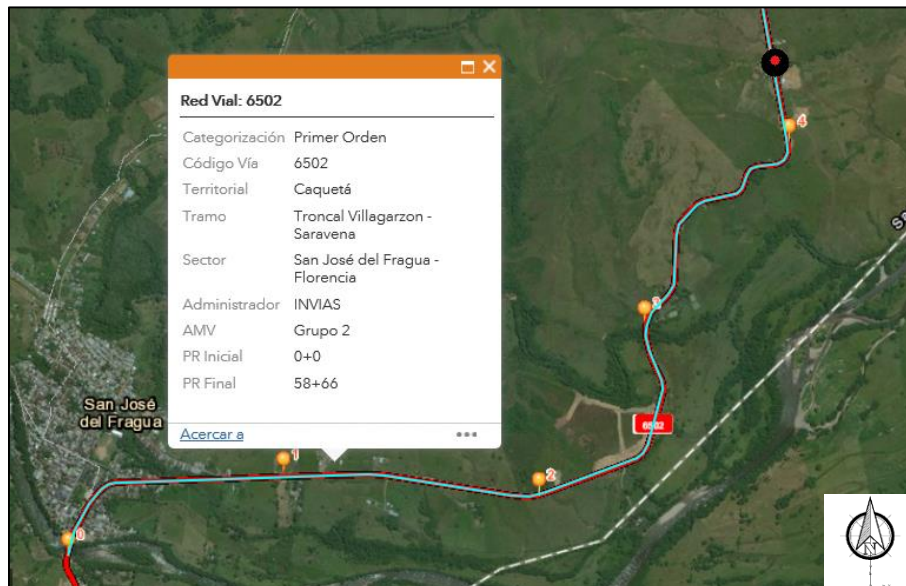 Red Vial: 6502
Categorización Primer Orden
Código Vía 6502
Territorial Caquetá
Tramo Troncal Villagarzon -
Saravena
Sector San José del Fragua -
Florencia
Administrador INVIAS
AMV Grupo 2
PR Inicial 0+0
PR Final 58+66
Acercar a
4
3
San José
del Fragua
6502
1
2
0
N